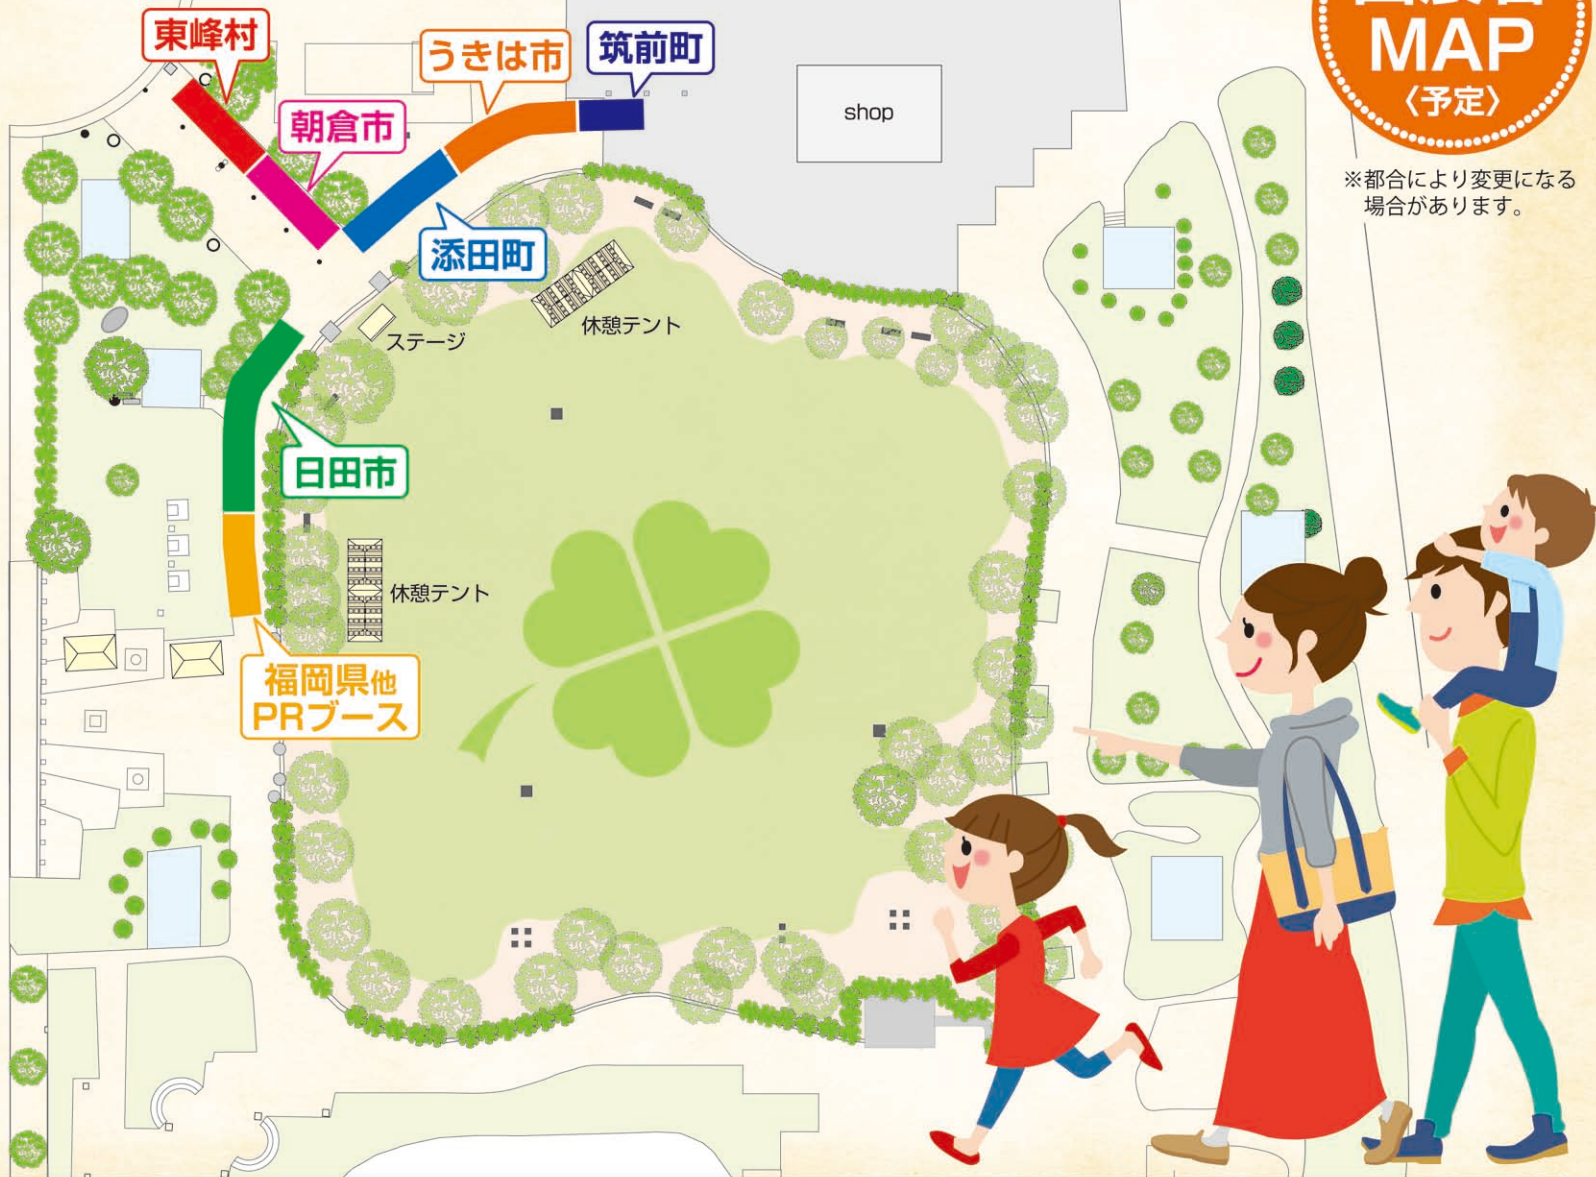 MAP
〈予定〉
※都合により変更になる
場合があります。
東峰村
うきは市
筑前町
shop
朝倉市
添田町
休憩テント
ステージ
日田市
休憩テント
福岡県他
PRブース